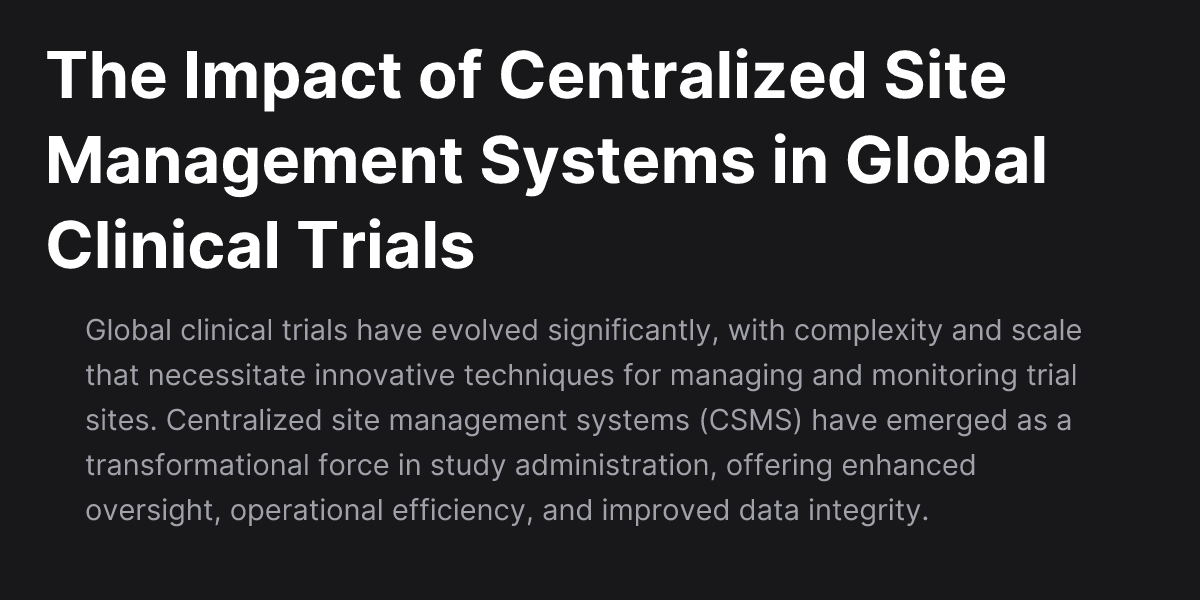 The Impact of Centralized Site
Management Systems in Global
Clinical Trials
Global clinical trials have evolved significantly, with complexity and scale
that necessitate innovative techniques for managing and monitoring trial
sites. Centralized site management systems (CSMS) have emerged as a
transformational force in study administration, offering enhanced
oversight, operational efficiency, and improved data integrity.